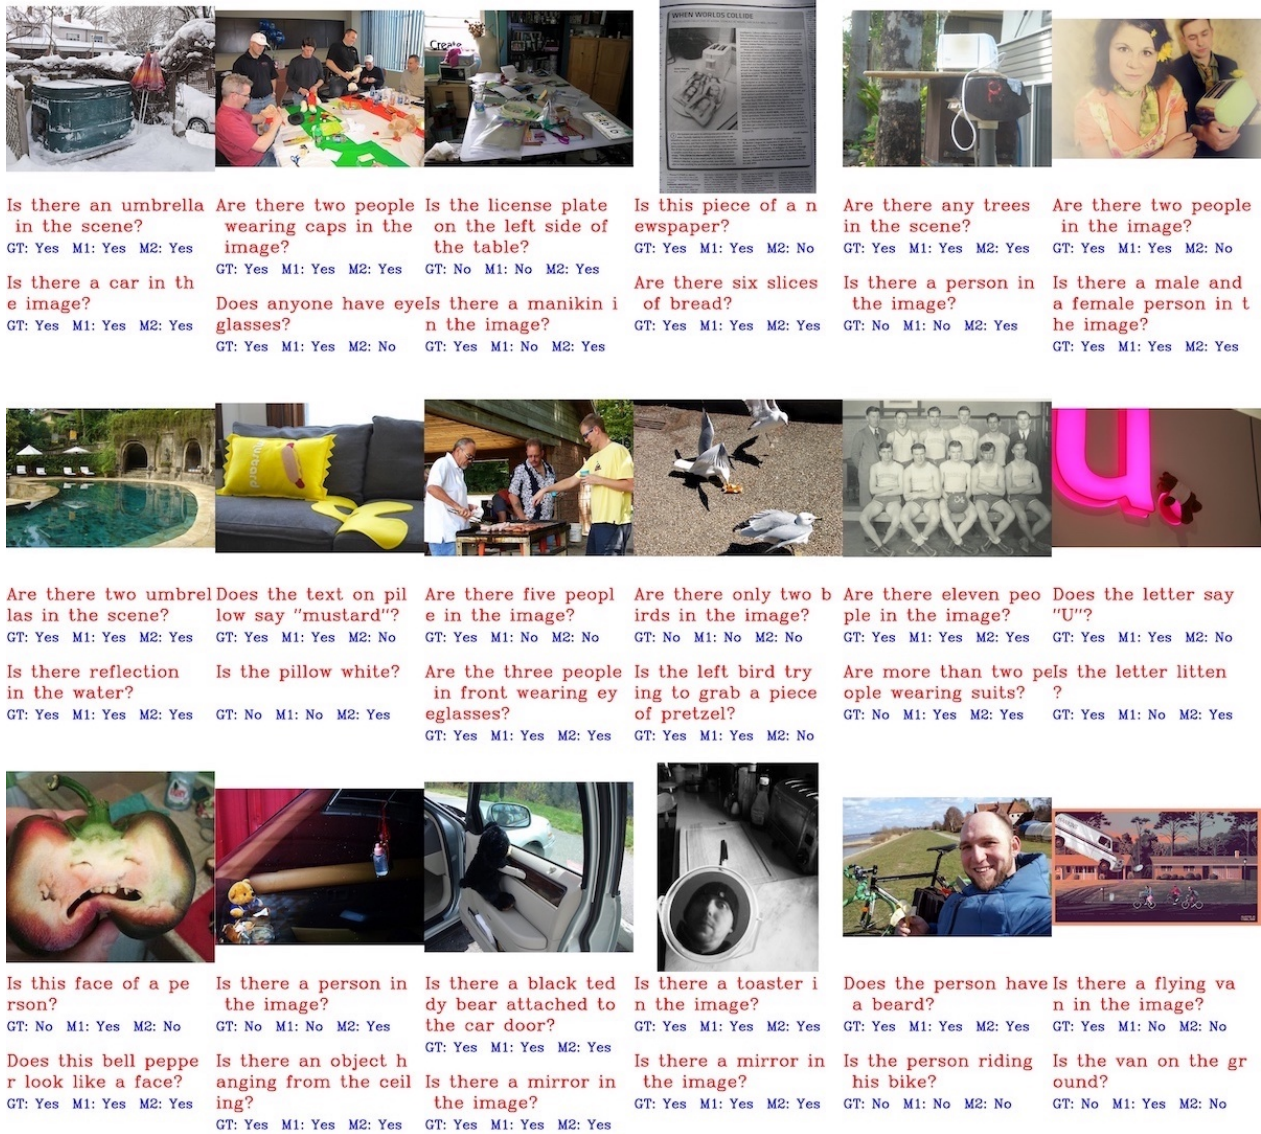 Create
WHEN WORLDS COLLIDE
Is there an umbrella
in the scene?
GT: Yes M1: Yes M2: Yes
Is there a car in th
e image?
GT: Yes M1: Yes M2: Yes
Are there two people
wearing caps in the
image?
GT: Yes M1: Yes M2: Yes
Does anyone have eye
glasses?
GT: Yes M1: Yes M2: No
Is the license plate
on the left side of
the table?
GT: No M1: No M2: Yes
Is there a manikin i
n the image?
GT: Yes M1: No M2: Yes
Is this piece of a n
ewspaper?
GT: Yes M1: Yes M2: No
Are there six slices
of bread?
GT: Yes M1: Yes M2: Yes
Are there any trees
in the scene?
GT: Yes M1: Yes M2: Yes
Is there a person in
the image?
GT: No M1: No M2: Yes
Are there two people
in the image?
GT: Yes M1: Yes M2: No
Is there a male and
a female person in t
he image?
GT: Yes M1: Yes M2: Yes
mustard
u
Are there two umbrel
las in the scene?
GT: Yes M1: Yes M2: Yes
Is there reflection
in the water?
GT: Yes M1: Yes M2: Yes
Does the text on pil
low say "mustard"?
GT: Yes M1: Yes M2: No
Is the pillow white?
GT: No M1: No M2: Yes
Are there five peopl
e in the image?
GT: Yes M1: No M2: No
Are the three people
in front wearing ey
eglasses?
GT: Yes M1: Yes M2: Yes
Are there only two b
irds in the image?
GT: No M1: No M2: No
Is the left bird try
ing to grab a piece
of pretzel?
GT: Yes M1: Yes M2: No
Are there eleven peo
ple in the image?
GT: Yes M1: Yes M2: Yes
Are more than two pe
ople wearing suits?
GT: No M1: Yes M2: Yes
Does the letter say
"U"?
GT: Yes M1: Yes M2: No
Is the letter litten
?
GT: Yes M1: No M2: Yes
Is this face of a pe
rson?
GT: No M1: Yes M2: No
Does this bell peppe
r look like a face?
GT: Yes M1: Yes M2: Yes
Is there a person in
the image?
GT: No M1: No M2: Yes
Is there an object h
anging from the ceil
ing?
GT: Yes M1: Yes M2: Yes
Is there a black ted
dy bear attached to
the car door?
GT: Yes M1: Yes M2: Yes
Is there a mirror in
the image?
GT: Yes M1: Yes M2: Yes
Is there a toaster i
n the image?
GT: Yes M1: Yes M2: Yes
Is there a mirror in
the image?
GT: Yes M1: Yes M2: Yes
Does the person have
a beard?
GT: Yes M1: Yes M2: Yes
Is the person riding
his bike?
GT: No M1: No M2: No
Is there a flying va
n in the image?
GT: Yes M1: No M2: No
Is the van on the gr
ound?
GT: No M1: Yes M2: No